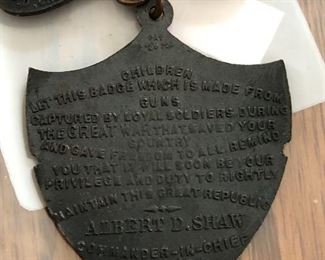 PAT
CHILDREN
LET THIS BADGE WHICH IS MADE FROM
GUNS
CAPTURED BY LOYAL SOLDIERS DURING
THE GREAT WAR THAT SAVED YOUR
COUNTRY
AND GAVE FREEDOM TO ALL REMIND
YOU THAT IT WILL SOON BE YOUR
PRIVILEGE AND DUTY TO RIGHTLY
MAINTAIN THIS GREAT REPUBLIC
ALBERT D. SHAW
COMMANDER-IN-CHIEF